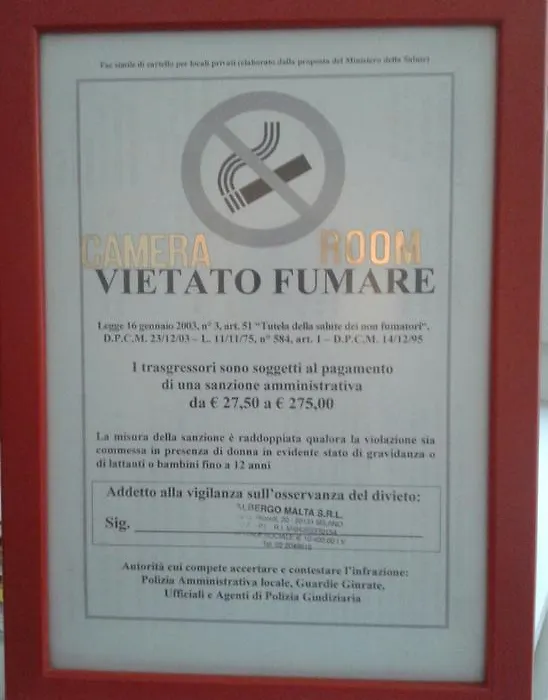 Fac simile di cartello per locali privati (elaborato dalla proposta del Ministero della Salute)
CAMERA ROOM
VIETATO FUMARE
Legge 16 gennaio 2003, n° 3, art. 51 "Tutela della salute dei non fumatori",
D.P.C.M. 23/12/03 – L. 11/11/75, n° 584, art. 1 – D.P.C.M. 14/12/95
I trasgressori sono soggetti al pagamento
di una sanzione amministrativa
da € 27,50 a € 275,00
La misura della sanzione è raddoppiata qualora la violazione sia
commessa in presenza di donna in evidente stato di gravidanza o
di lattanti o bambini fino a 12 anni
Addetto alla vigilanza sull'osservanza del divieto:
ALBERGO MALTA S.R.L.
20 - 20131 MILANO
Sig.
Autorità cui compete accertare e contestare l'infrazione:
Polizia Amministrativa locale, Guardie Giurate,
Ufficiali e Agenti di Polizia Giudiziaria